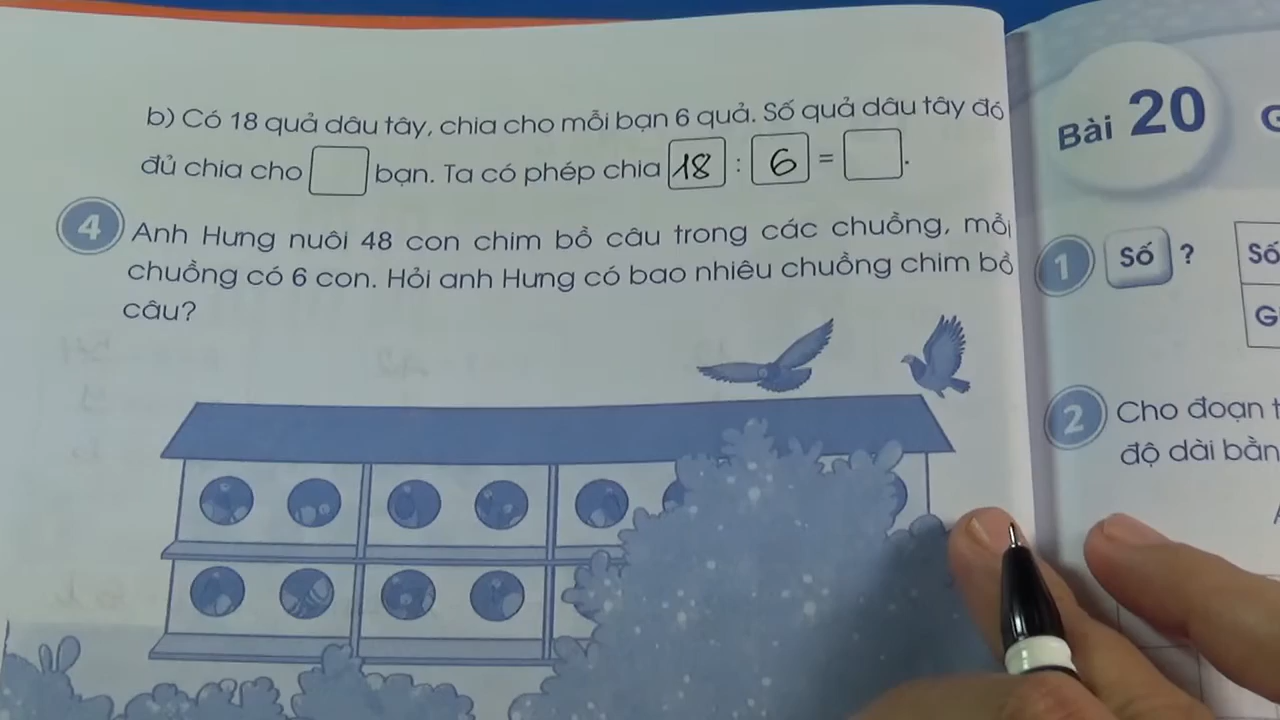 b) Có 18 quả dâu tây, chia cho mỗi bạn 6 quả. Số quả dâu tây đó
đủ chia cho bạn. Ta có phép chia 18 : 6 = .
4 Anh Hưng nuôi 48 con chim bồ câu trong các chuồng, mỗi
chuồng có 6 con. Hỏi anh Hưng có bao nhiêu chuồng chim bồ
câu?
Bài 20
1 Số ?
Số
2 Cho đoạn
độ dài bằn